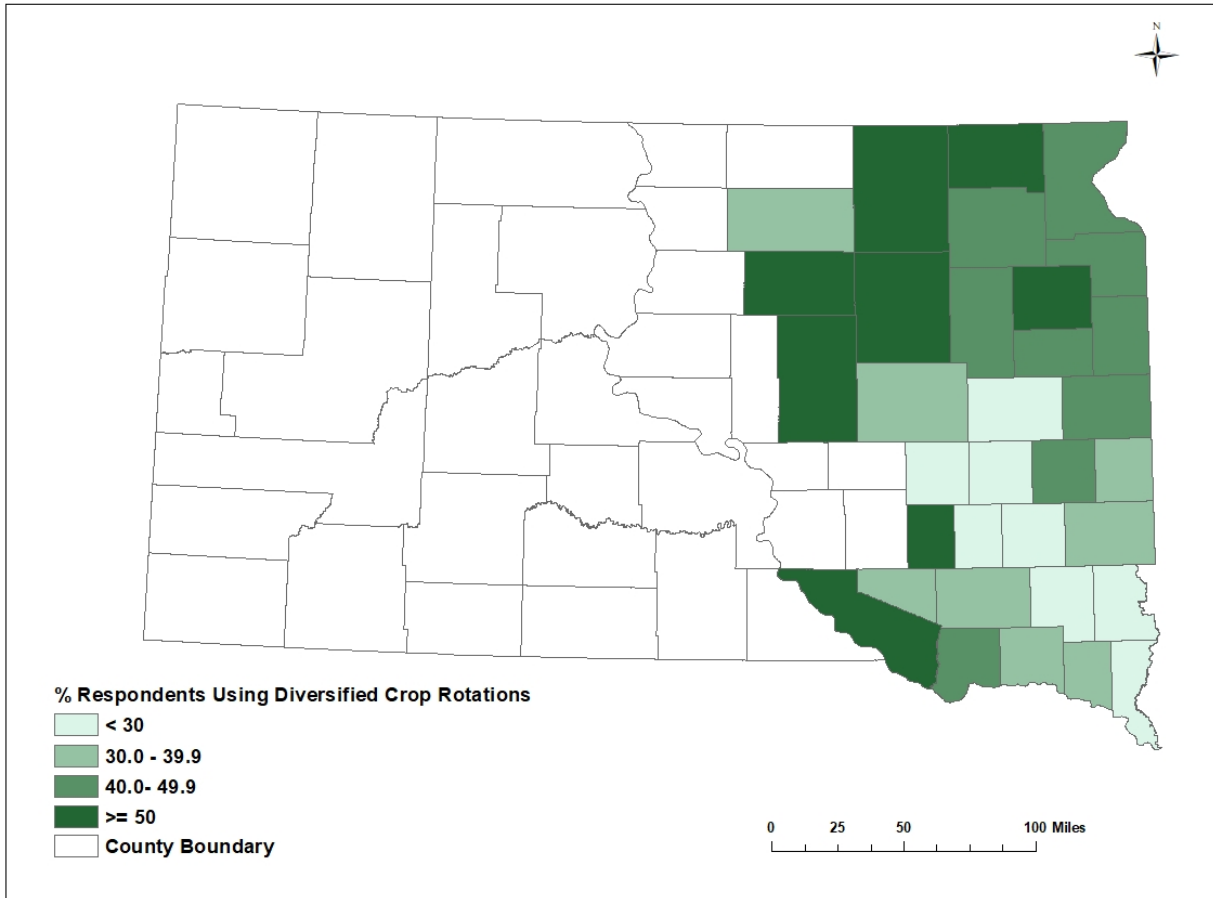 N
% Respondents Using Diversified Crop Rotations
< 30
30.0 - 39.9
40.0- 49.9
>= 50
County Boundary
0 25 50 100 Miles